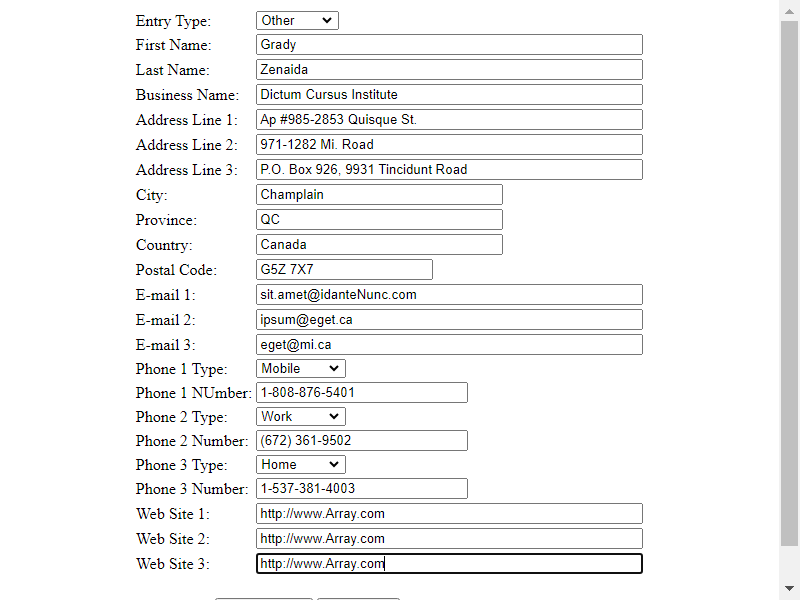 Entry Type: Other
First Name: Grady
Last Name: Zenaida
Business Name: Dictum Cursus Institute
Address Line 1: Ap #985-2853 Quisque St.
Address Line 2: 971-1282 Mi. Road
Address Line 3: P.O. Box 926, 9931 Tincidunt Road
City: Champlain
Province: QC
Country: Canada
Postal Code: G5Z 7X7
E-mail 1: sit.amet@idanteNunc.com
E-mail 2: ipsum@eget.ca
E-mail 3: eget@mi.ca
Phone 1 Type: Mobile
Phone 1 NUmber: 1-808-876-5401
Phone 2 Type: Work
Phone 2 Number: (672) 361-9502
Phone 3 Type: Home
Phone 3 Number: 1-537-381-4003
Web Site 1: http://www.Array.com
Web Site 2: http://www.Array.com
Web Site 3: http://www.Array.com